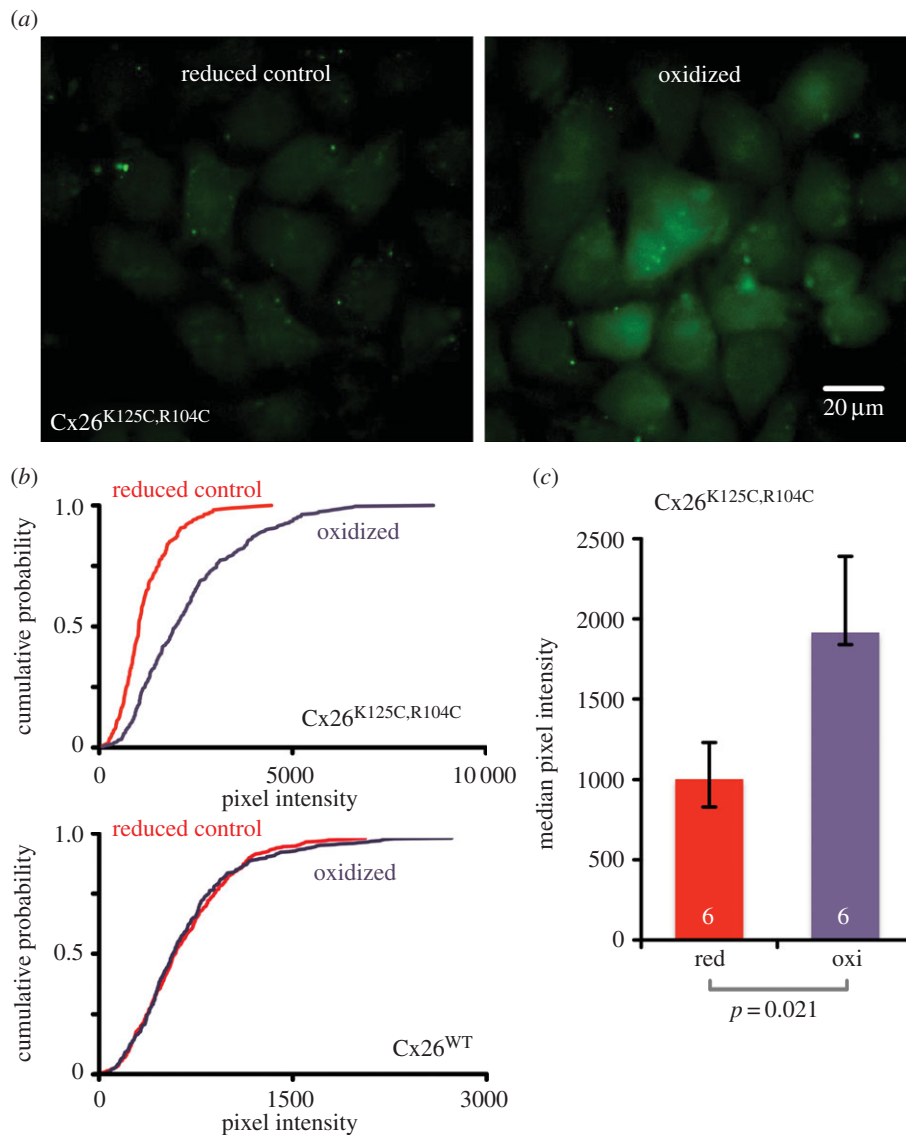 (a)
reduced control
oxidized
Cx26K125C,R104C
20 µm
(b)
reduced control
oxidized
1.0
0.5
0
cumulative probability
Cx26K125C,R104C
0
5000
10 000
pixel intensity
reduced control
oxidized
1.0
0.5
0
cumulative probability
Cx26WT
0
1500
3000
pixel intensity
(c)
Cx26K125C,R104C
2500
2000
1500
1000
500
0
median pixel intensity
6
6
red
oxi
p = 0.021